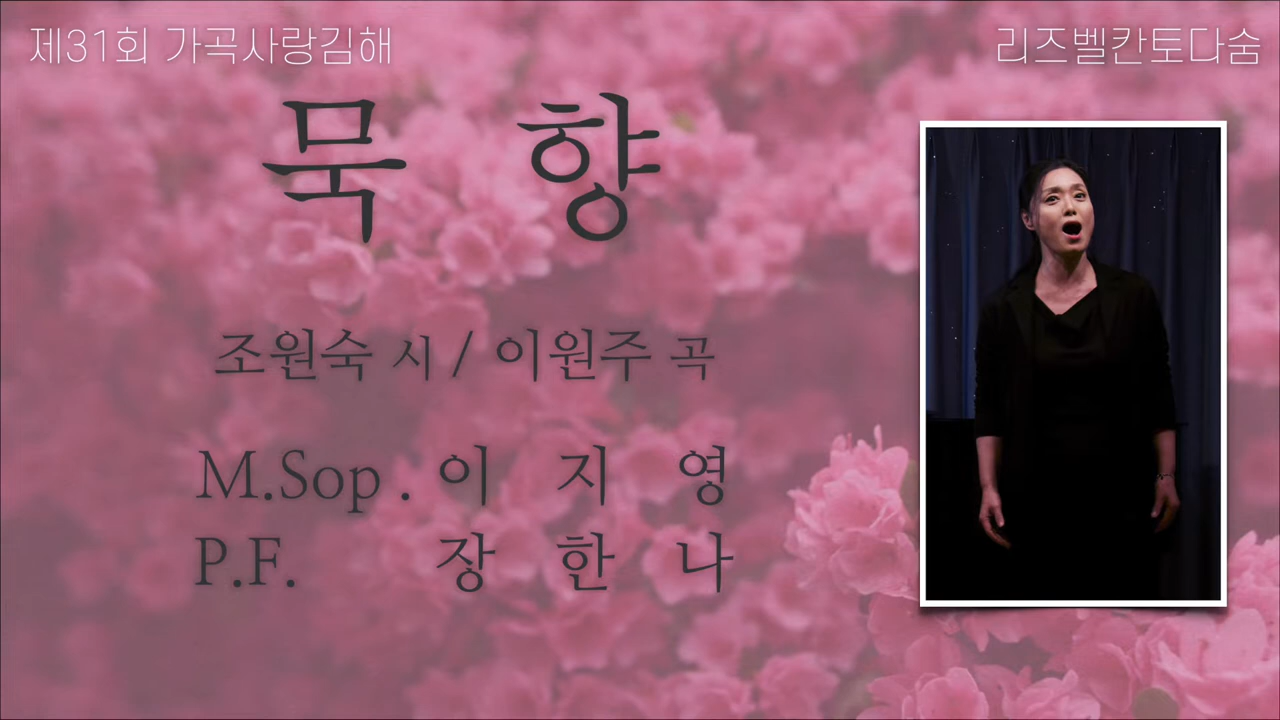 제31회 가곡사랑김해
리즈벨칸토다숨
묵 향
조원숙 시 / 이원주 곡
M.Sop . 이 지 영
P.F. 장 한 나